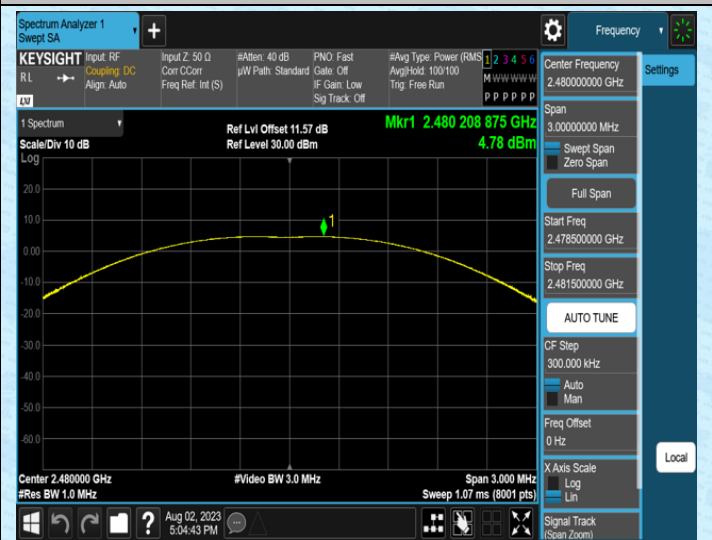 Spectrum Analyzer 1
Swept SA
+
Frequency
KEYSIGHT
RL
LXI
Input: RF
Coupling: DC
Align: Auto
Input Z: 50 Ω
Corr CCorr
Freq Ref: Int (S)
#Atten: 40 dB
µW Path: Standard
PNO: Fast
Gate: Off
IF Gain: Low
Sig Track: Off
#Avg Type: Power (RMS
Avg|Hold: 100/100
Trig: Free Run
1 2 3 4 5 6
M W W W W W
P P P P P P
1 Spectrum
Scale/Div 10 dB
Log
Ref Lvl Offset 11.57 dB
Ref Level 30.00 dBm
Mkr1 2.480 208 875 GHz
4.78 dBm
1
20.0
10.0
0.00
-10.0
-20.0
-30.0
-40.0
-50.0
-60.0
Center 2.480000 GHz
#Res BW 1.0 MHz
#Video BW 3.0 MHz
Span 3.000 MHz
Sweep 1.07 ms (8001 pts)
?
Aug 02, 2023
5:04:43 PM
Center Frequency
2.480000000 GHz
Span
3.00000000 MHz
Swept Span
Zero Span
Full Span
Start Freq
2.478500000 GHz
Stop Freq
2.481500000 GHz
AUTO TUNE
CF Step
300.000 kHz
Auto
Man
Freq Offset
0 Hz
X Axis Scale
Log
Lin
Signal Track
(Span Zoom)
Settings
Local